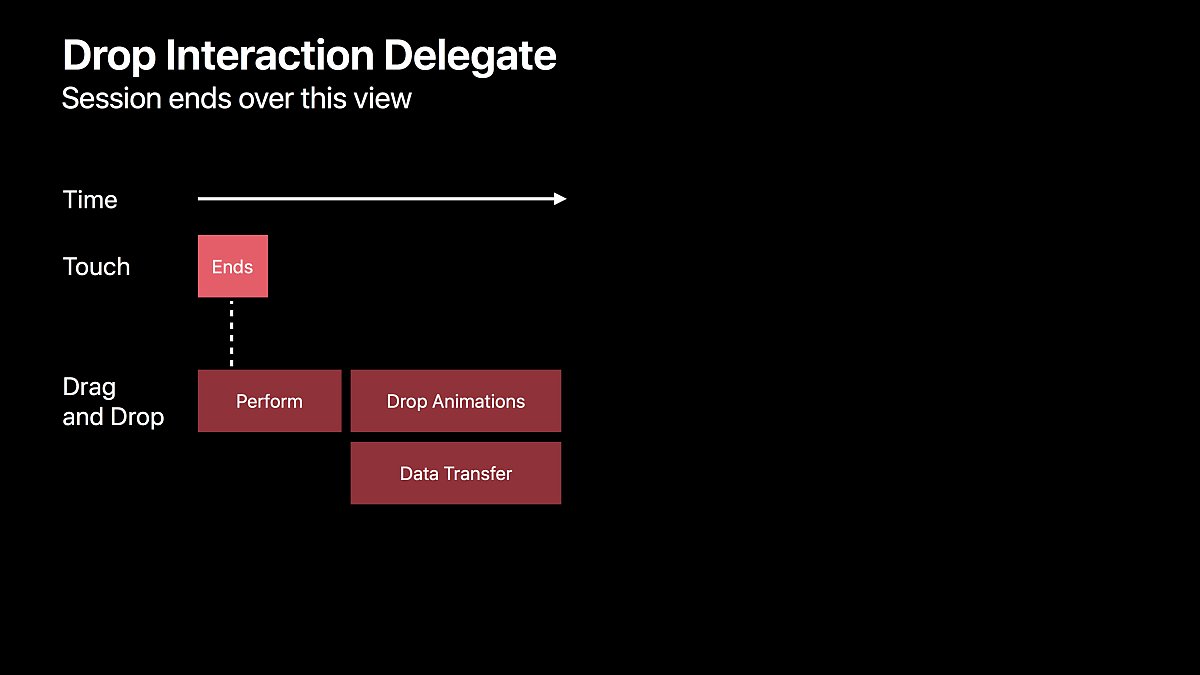 Drop Interaction Delegate
Session ends over this view
Time
Touch
Ends
Drag
and Drop
Perform
Drop Animations
Data Transfer